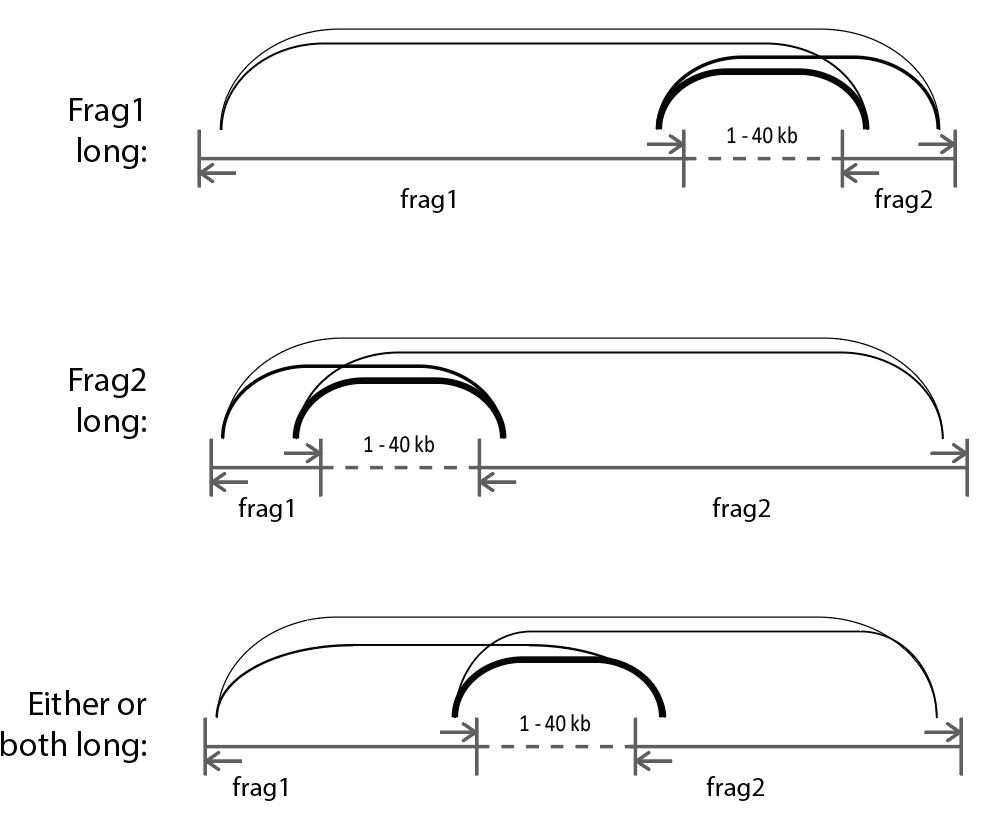 Frag1
long:
1 - 40 kb
frag1
frag2
Frag2
long:
1 - 40 kb
frag1
frag2
Either or
both long:
1 - 40 kb
frag1
frag2